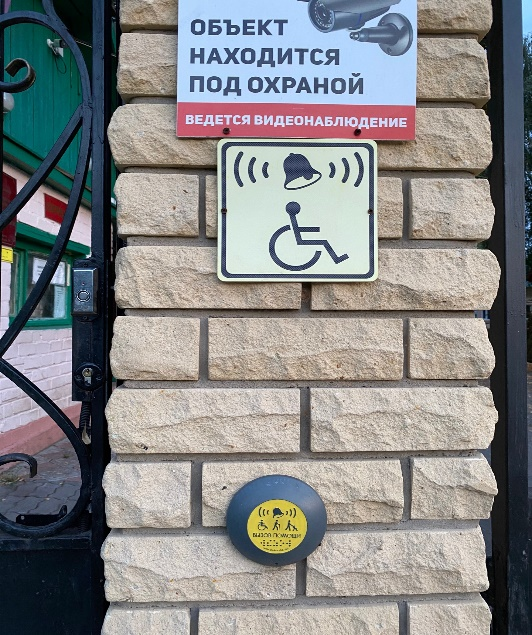 ОБЪЕКТ
НАХОДИТСЯ
ПОД ОХРАНОЙ
ВЕДЕТСЯ ВИДЕОНАБЛЮДЕНИЕ
ВЫЗОВ ПОМОЩИ